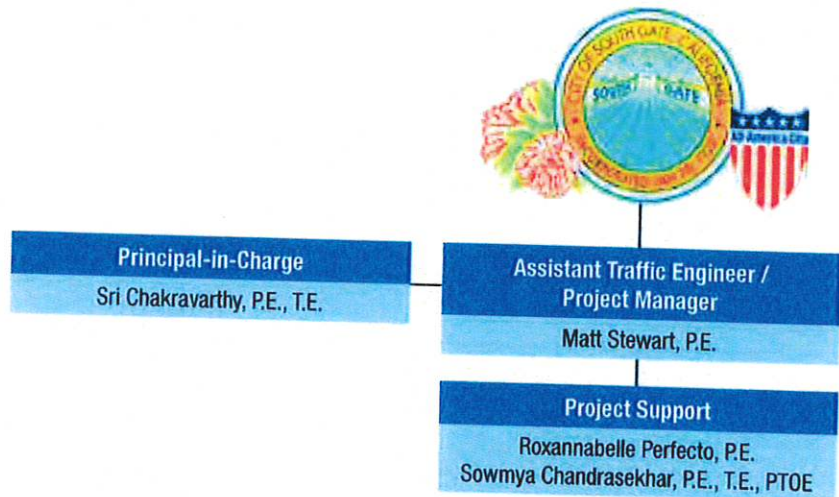 CITY OF SOUTH GATE, CALIFORNIA
SOUTH GATE
All-America City
Principal-in-Charge
Sri Chakravarthy, P.E., T.E.
Assistant Traffic Engineer /
Project Manager
Matt Stewart, P.E.
Project Support
Roxannabelle Perfecto, P.E.
Sowmya Chandrasekhar, P.E., T.E., PTOE